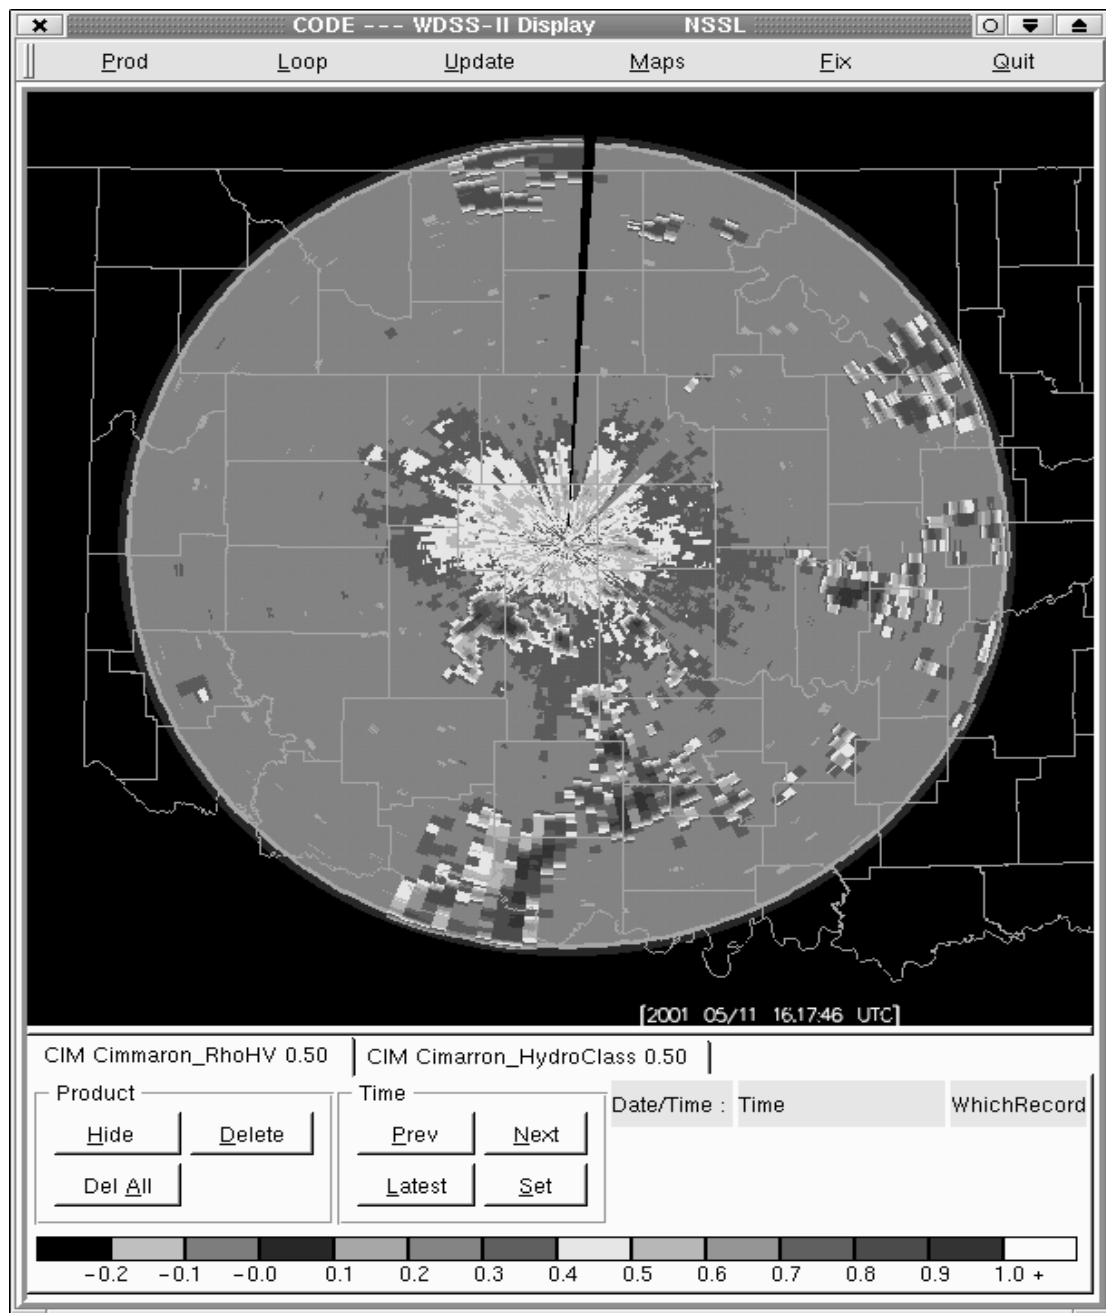 CODE --- WDSS-II Display NSSL
Prod Loop Update Maps Fix Quit
[2001 05/11 16.17:46 UTC]
CIM Cimmaron_RhoHV 0.50 CIM Cimarron_HydroClass 0.50
Product Time Date/Time : Time WhichRecord
Hide Delete Prev Next
Del All Latest Set
-0.2 -0.1 -0.0 0.1 0.2 0.3 0.4 0.5 0.6 0.7 0.8 0.9 1.0 +